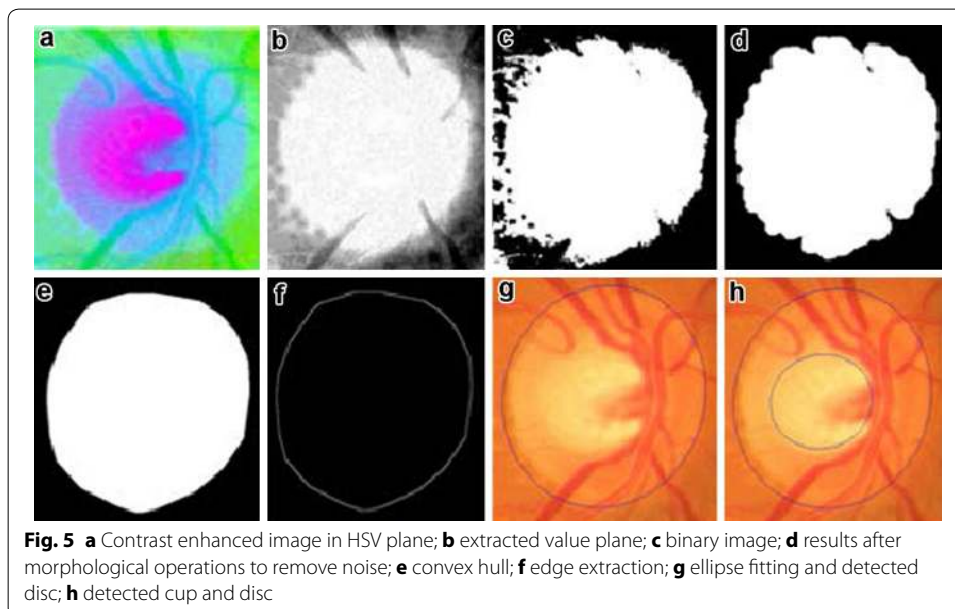 a
b
c
d
e
f
g
h
Fig. 5 a Contrast enhanced image in HSV plane; b extracted value plane; c binary image; d results after
morphological operations to remove noise; e convex hull; f edge extraction; g ellipse fitting and detected
disc; h detected cup and disc